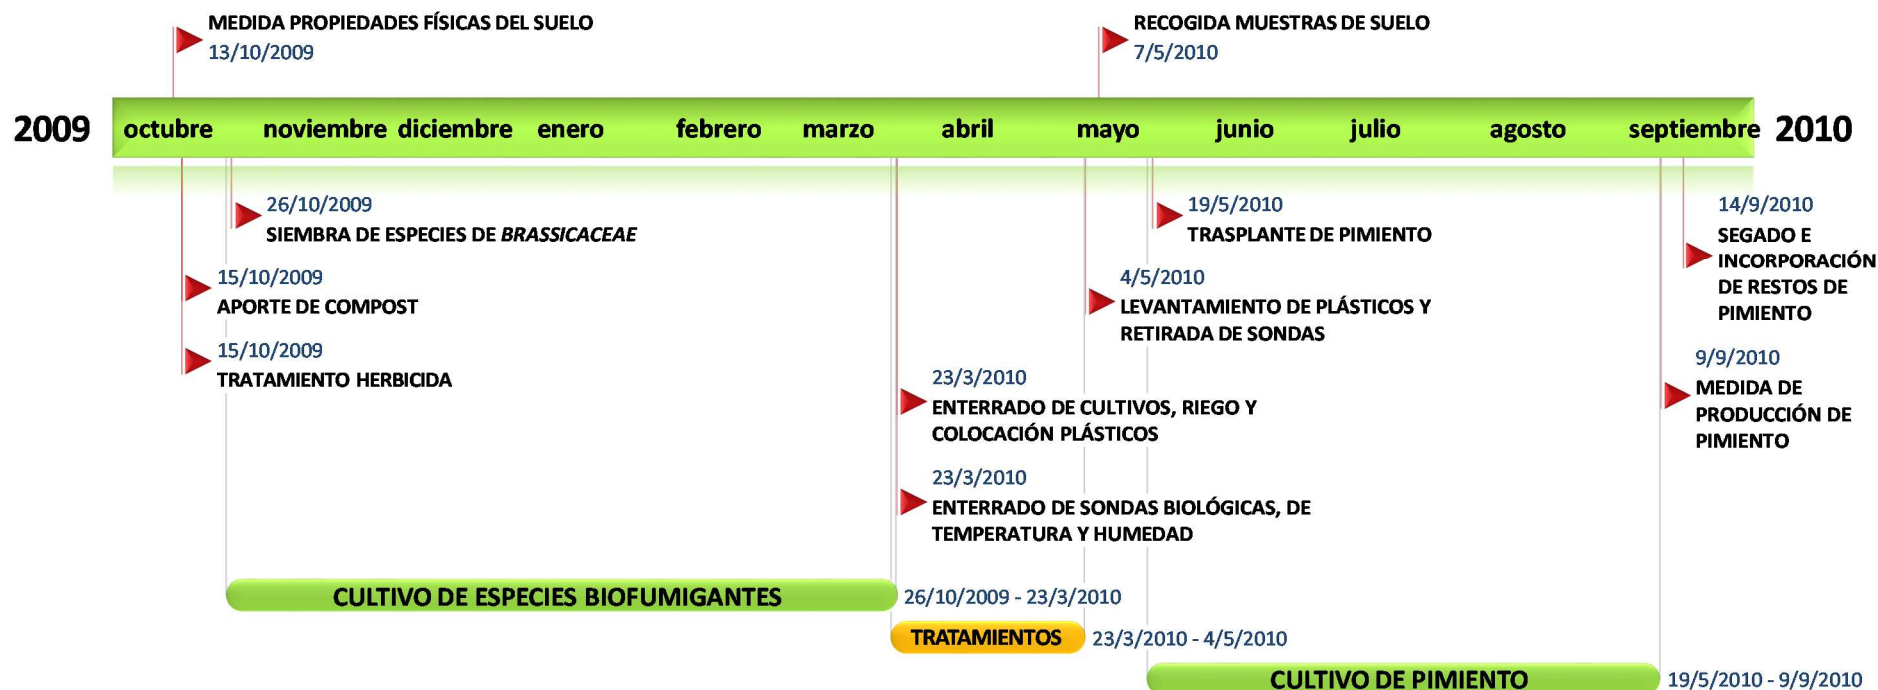 MEDIDA PROPIEDADES FÍSICAS DEL SUELO
13/10/2009
RECOGIDA MUESTRAS DE SUELO
7/5/2010
2009 octubre noviembre diciembre enero febrero marzo abril mayo junio julio agosto septiembre 2010
26/10/2009
SIEMBRA DE ESPECIES DE BRASSICACEAE
15/10/2009
APORTE DE COMPOST
15/10/2009
TRATAMIENTO HERBICIDA
19/5/2010
TRASPLANTE DE PIMIENTO
4/5/2010
LEVANTAMIENTO DE PLÁSTICOS Y
RETIRADA DE SONDAS
23/3/2010
ENTERRADO DE CULTIVOS, RIEGO Y
COLOCACIÓN PLÁSTICOS
23/3/2010
ENTERRADO DE SONDAS BIOLÓGICAS, DE
TEMPERATURA Y HUMEDAD
14/9/2010
SEGADO E
INCORPORACIÓN
DE RESTOS DE
PIMIENTO
9/9/2010
MEDIDA DE
PRODUCCIÓN DE
PIMIENTO
CULTIVO DE ESPECIES BIOFUMIGANTES 26/10/2009 - 23/3/2010
TRATAMIENTOS 23/3/2010 - 4/5/2010
CULTIVO DE PIMIENTO 19/5/2010 - 9/9/2010